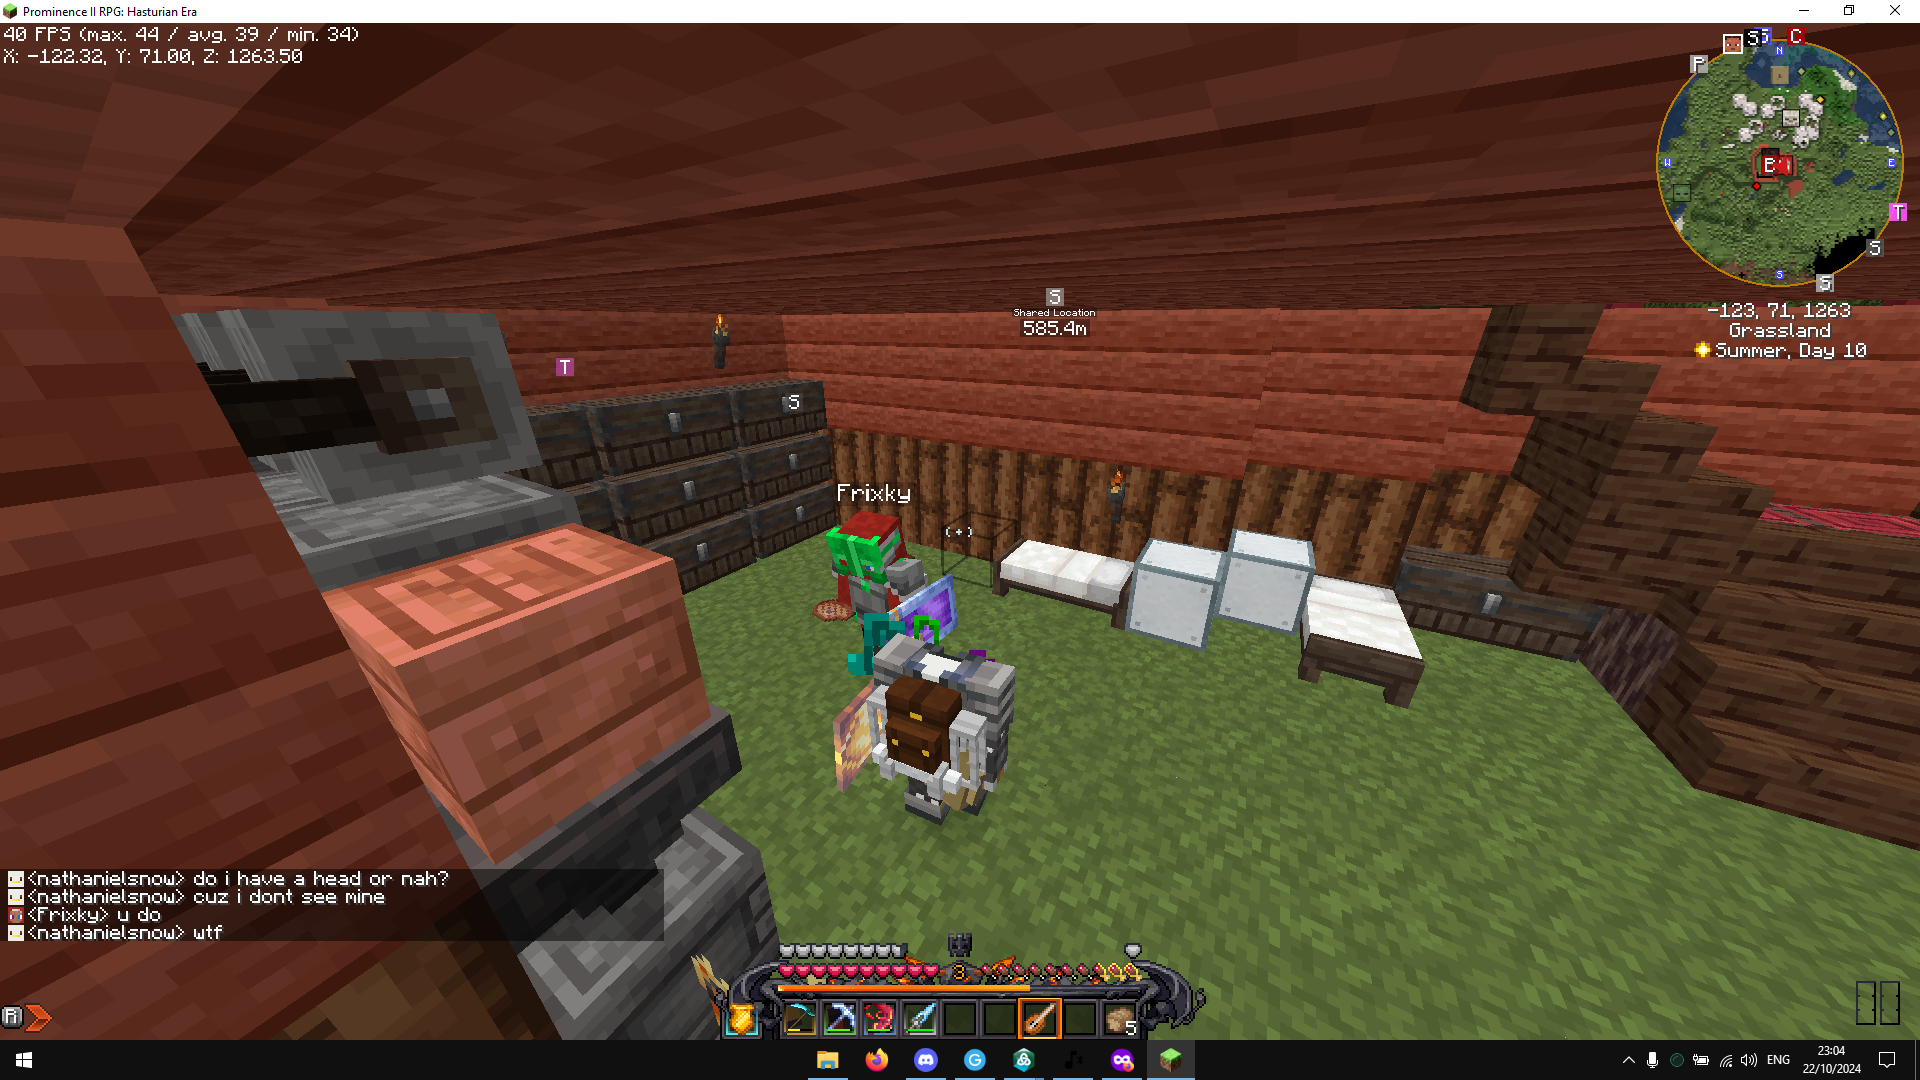 Prominence II RPG: Hasturian Era
40 FPS (max. 44 / avg. 39 / min. 34)
X: -122.32, Y: 71.00, Z: 1263.50
S
C
N
P
W
B
E
T
S
S
S
-123, 71, 1263
Grassland
Summer, Day 10
S
Shared Location
585.4m
T
S
Frixky
(+)
<nathanielsnow> do i have a head or nah?
<nathanielsnow> cuz i dont see mine
<Frixky> u do
<nathanielsnow> wtf
3
R
5
ENG
23:04
22/10/2024